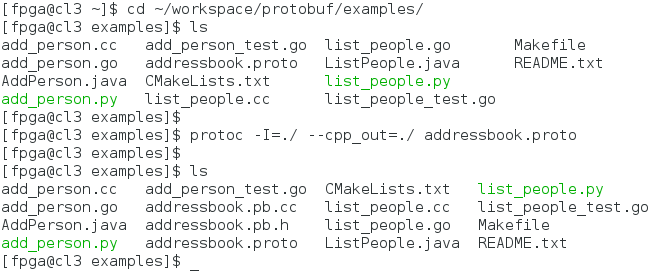 [fpga@cl3 ~]$ cd ~/workspace/protobuf/examples/
[fpga@cl3 examples]$ ls
add_person.cc   add_person_test.go  list_people.go       Makefile
add_person.go   addressbook.proto   ListPeople.java      README.txt
AddPerson.java  CMakeLists.txt      list_people.py
add_person.py   list_people.cc      list_people_test.go
[fpga@cl3 examples]$
[fpga@cl3 examples]$ protoc -I=./ --cpp_out=./ addressbook.proto
[fpga@cl3 examples]$
[fpga@cl3 examples]$ ls
add_person.cc   add_person_test.go  CMakeLists.txt   list_people.py
add_person.go   addressbook.pb.cc   list_people.cc   list_people_test.go
AddPerson.java  addressbook.pb.h    list_people.go   Makefile
add_person.py   addressbook.proto   ListPeople.java  README.txt
[fpga@cl3 examples]$ _